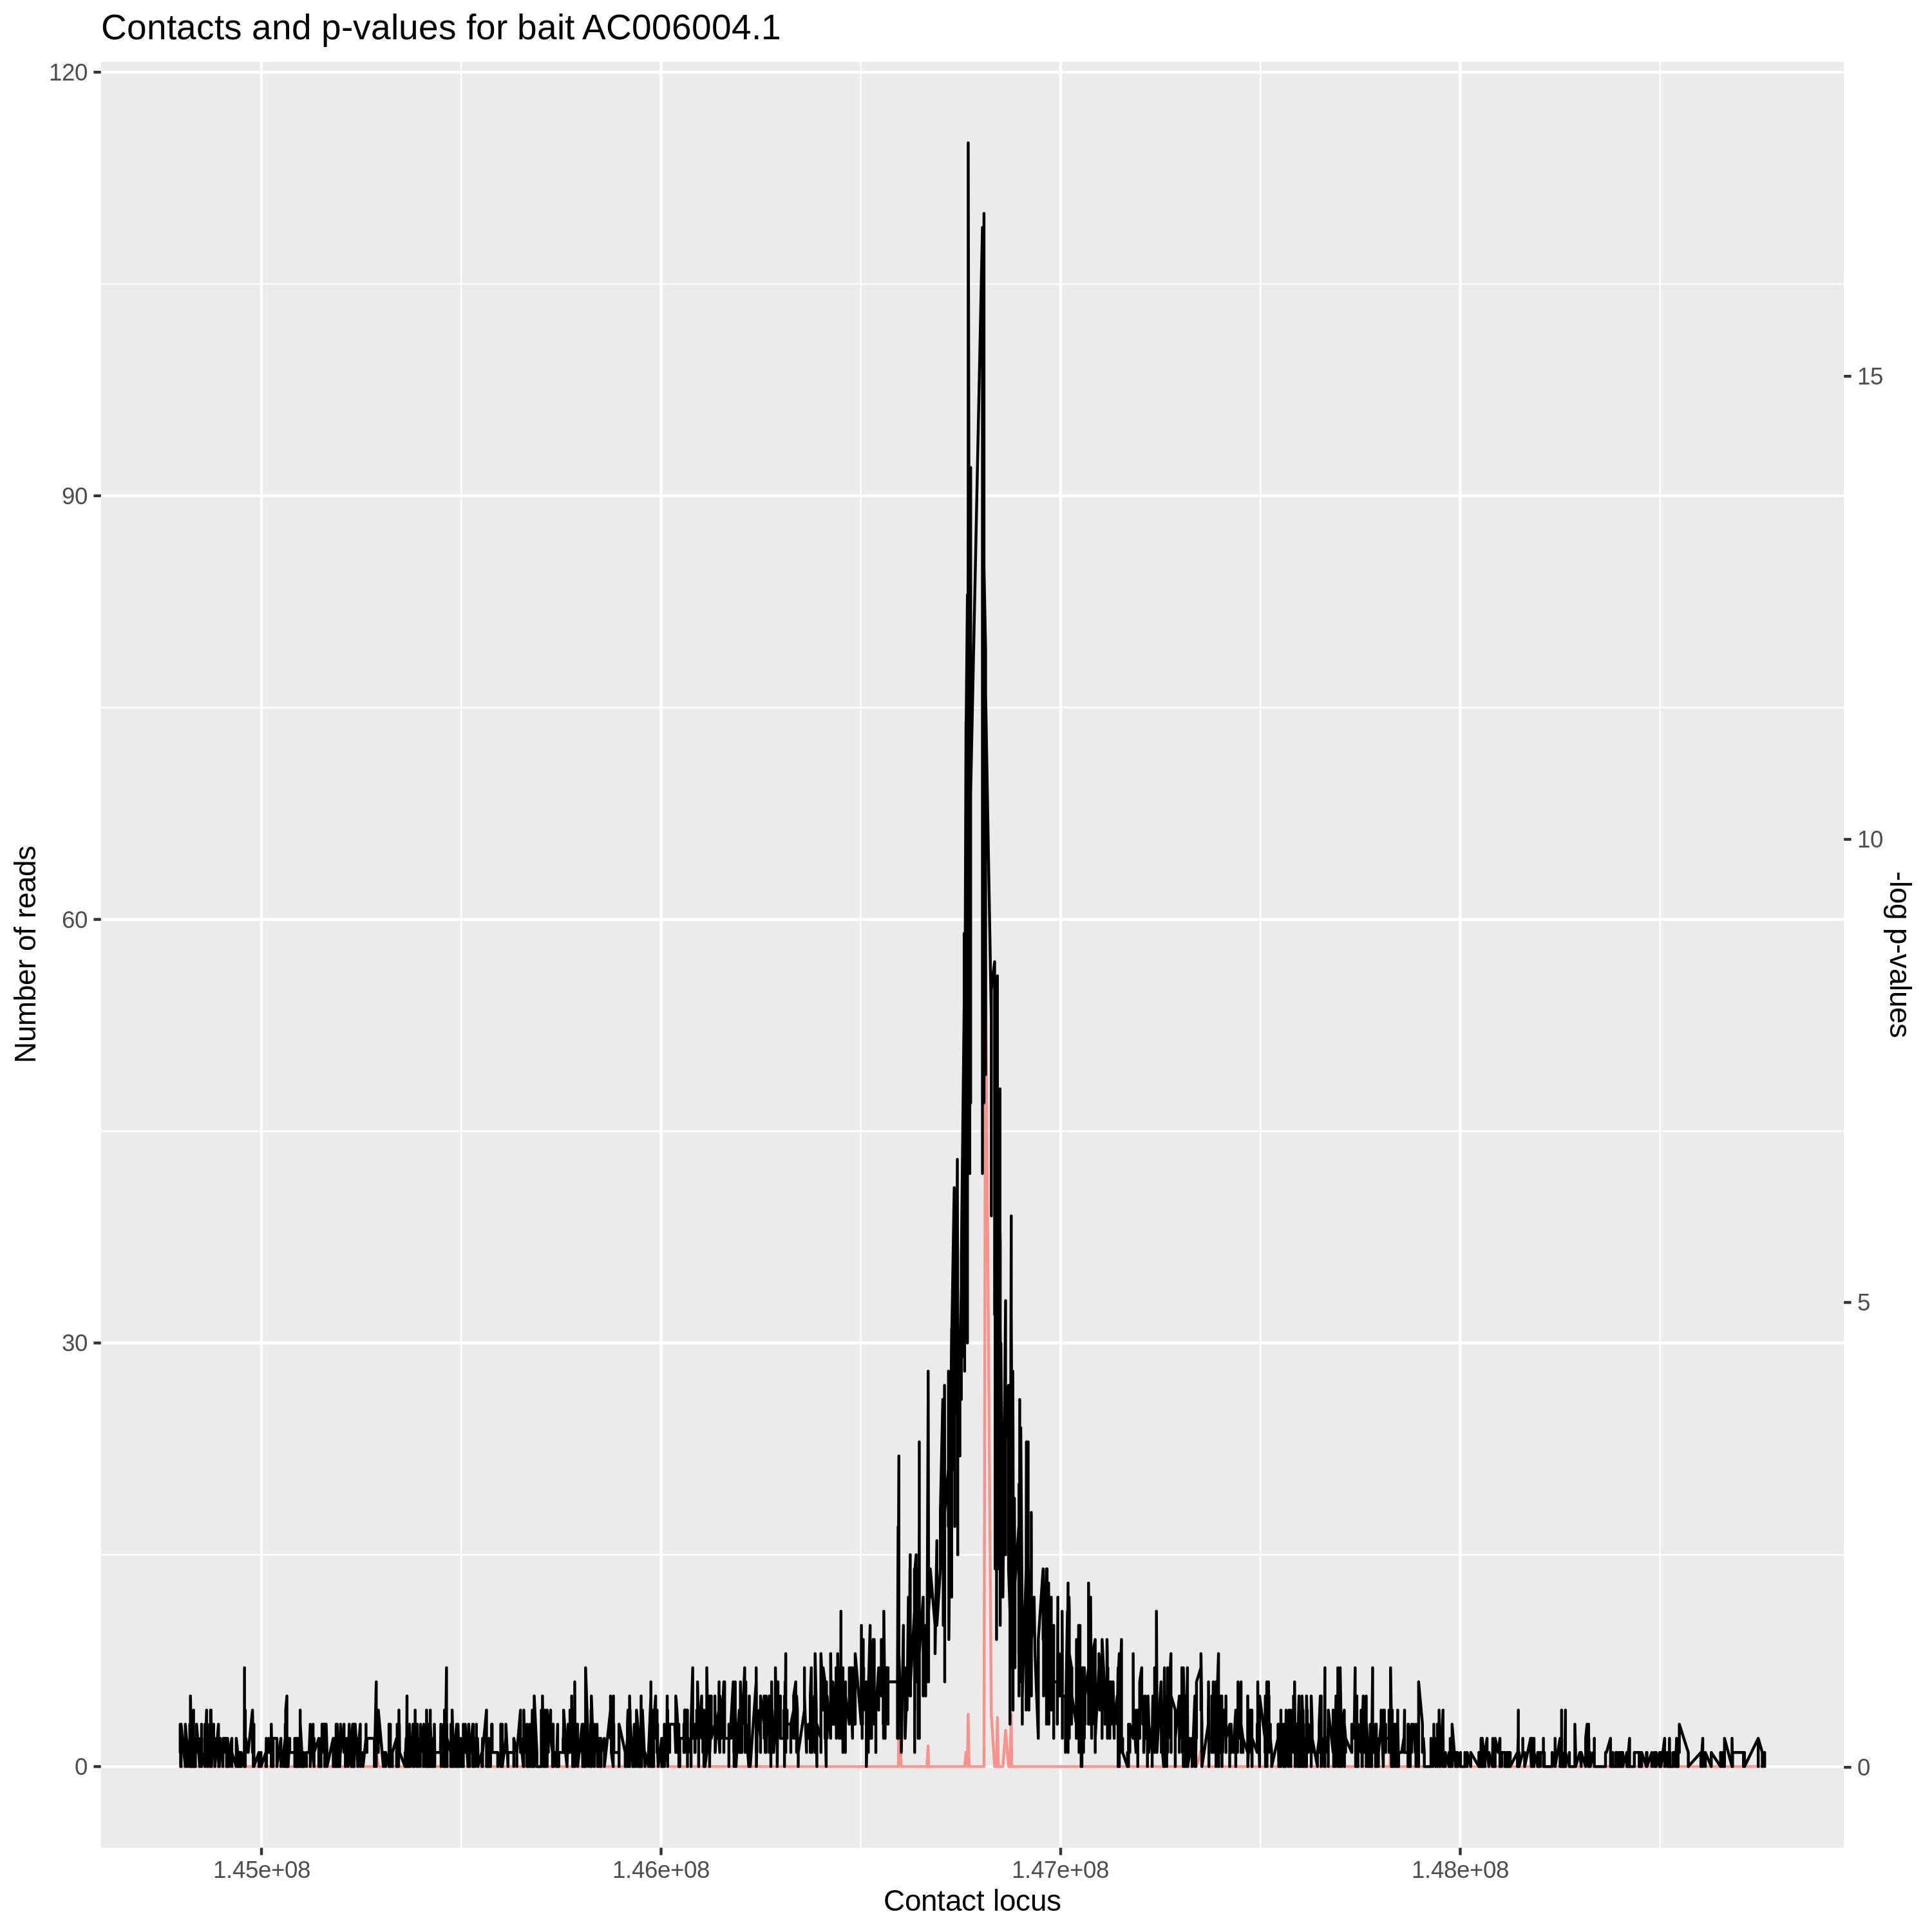 Contacts and p-values for bait AC006004.1
120
90
60
30
0
Number of reads
15
10
5
0
-log p-values
1.45e+08
1.46e+08
1.47e+08
1.48e+08
Contact locus